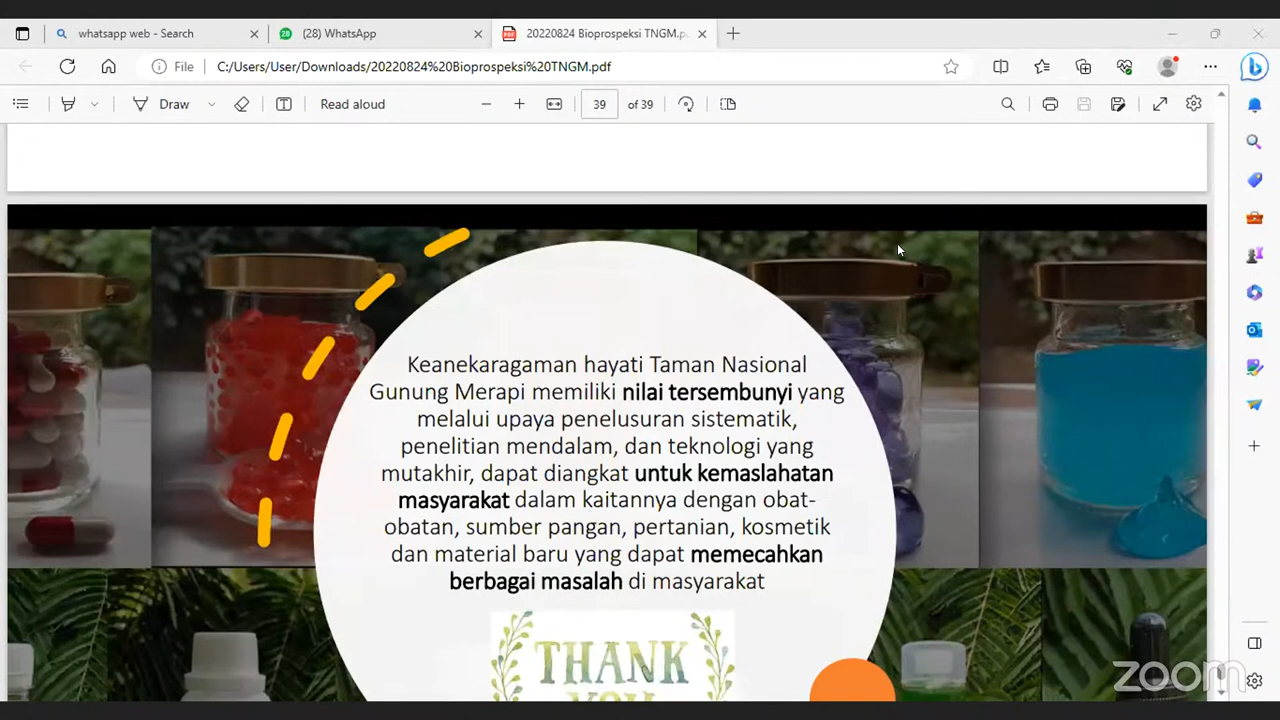 whatsapp web - Search
(28) WhatsApp
20220824 Bioprospeksi TNGM.p
File
C:/Users/User/Downloads/20220824%20Bioprospeksi%20TNGM.pdf
Draw
Read aloud
39
of 39
Keanekaragaman hayati Taman Nasional
Gunung Merapi memiliki nilai tersembunyi yang
melalui upaya penelusuran sistematik,
penelitian mendalam, dan teknologi yang
mutakhir, dapat diangkat untuk kemaslahatan
masyarakat dalam kaitannya dengan obat-
obatan, sumber pangan, pertanian, kosmetik
dan material baru yang dapat memecahkan
berbagai masalah di masyarakat
THANK
YOU
zoom